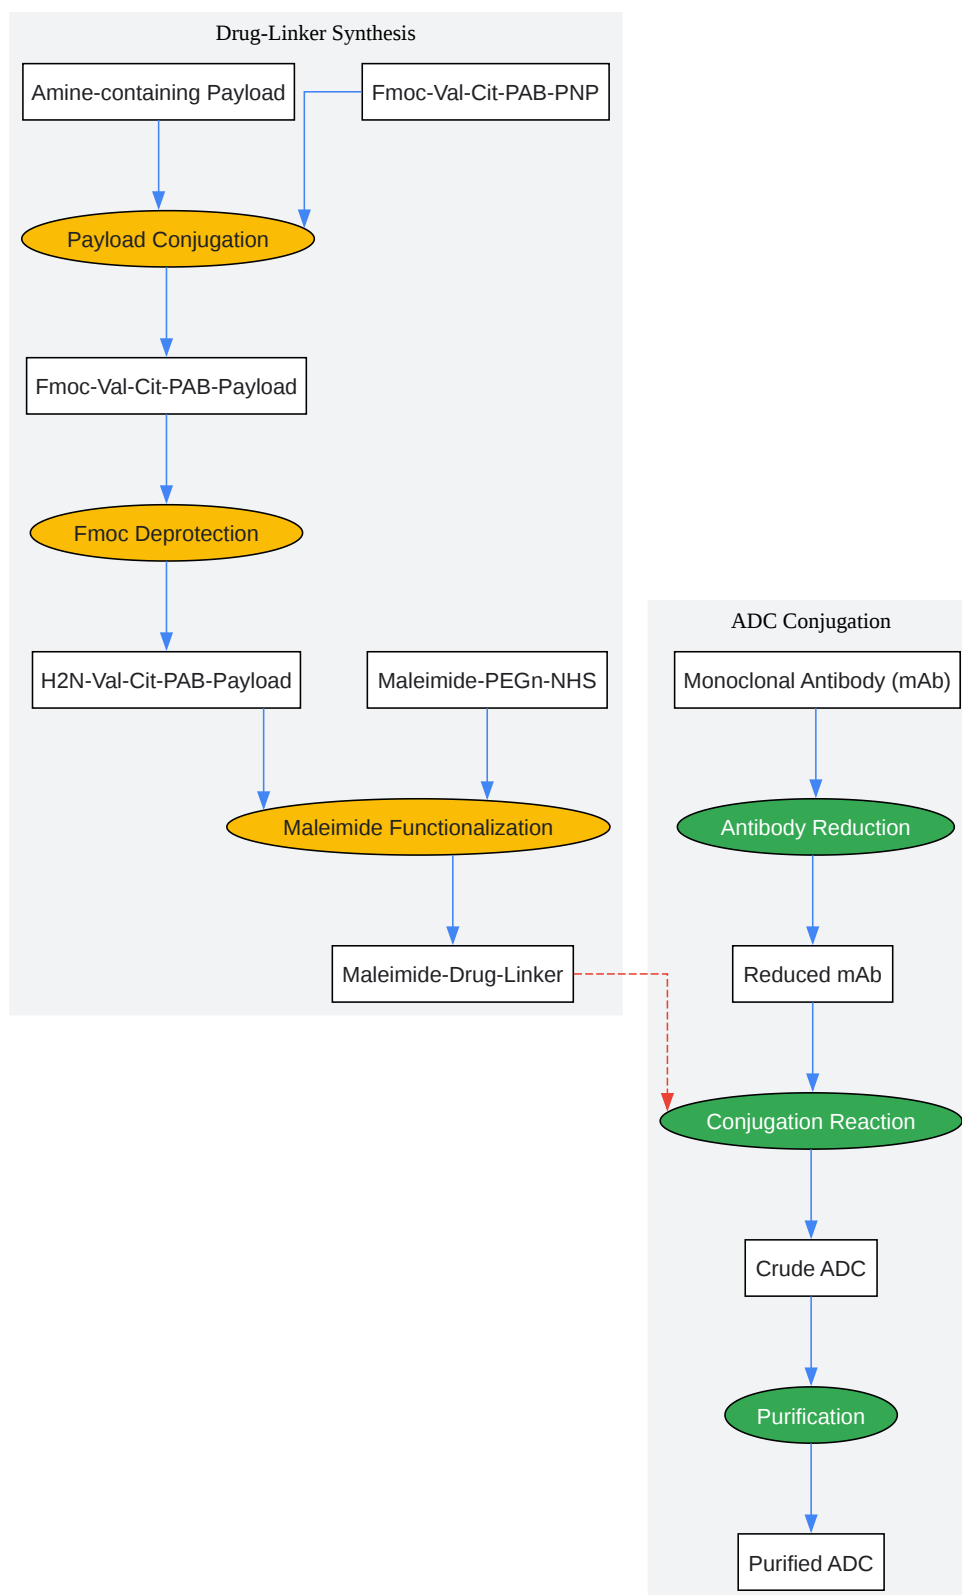 Drug-Linker Synthesis
Amine-containing Payload
Fmoc-Val-Cit-PAB-PNP
Payload Conjugation
Fmoc-Val-Cit-PAB-Payload
Fmoc Deprotection
H2N-Val-Cit-PAB-Payload
Maleimide-PEGn-NHS
Maleimide Functionalization
Maleimide-Drug-Linker
ADC Conjugation
Monoclonal Antibody (mAb)
Antibody Reduction
Reduced mAb
Conjugation Reaction
Crude ADC
Purification
Purified ADC